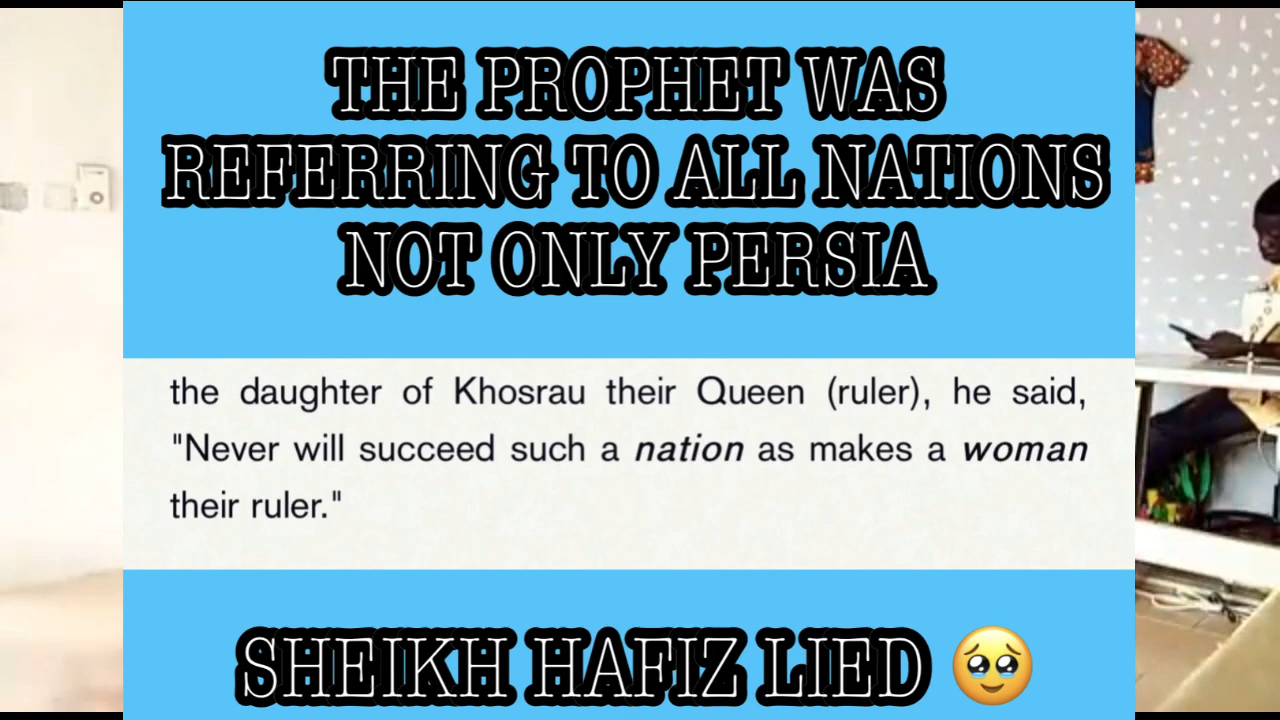 THE PROPHET WAS
REFERRING TO ALL NATIONS
NOT ONLY PERSIA
the daughter of Khosrau their Queen (ruler), he said,
"Never will succeed such a nation as makes a woman
their ruler."
SHEIKH HAFIZ LIED 🥹